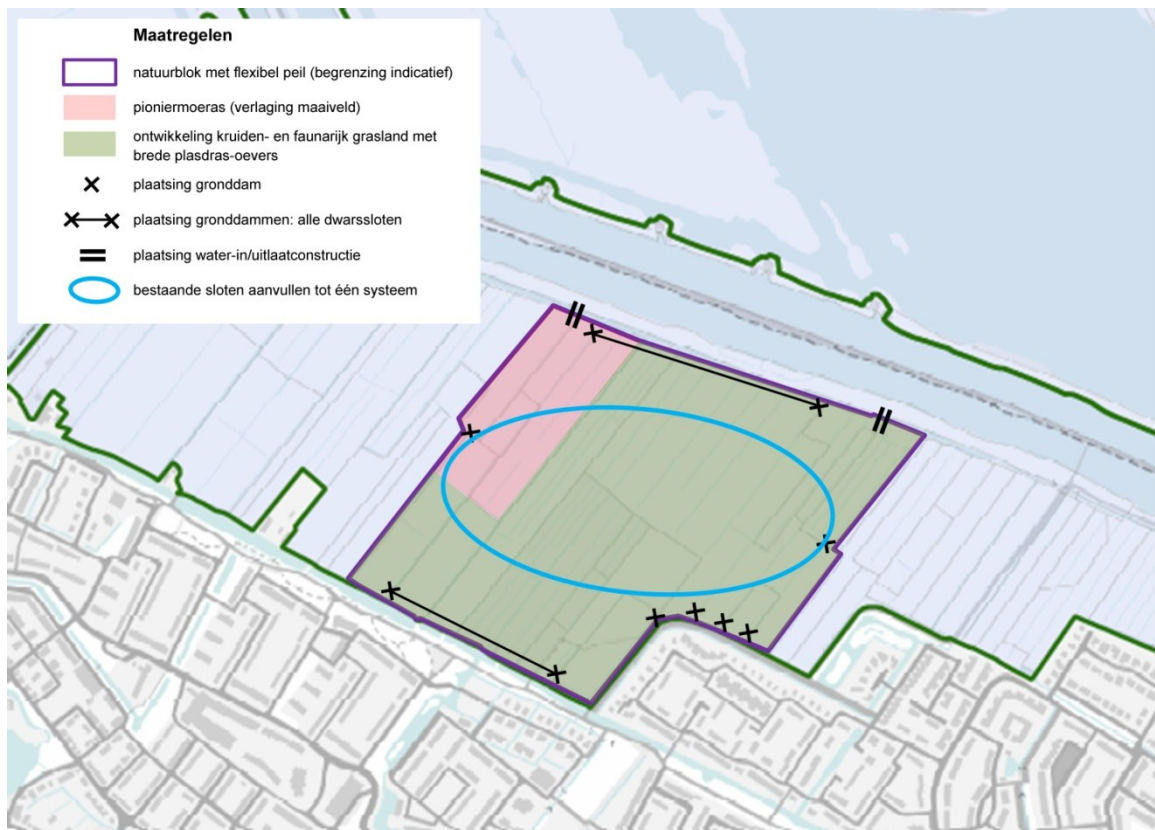 Maatregelen
natuurblok met flexibel peil (begrenzing indicatief)
pioniermoeras (verlaging maaiveld)
ontwikkeling kruiden- en faunarijk grasland met
brede plasdras-oevers
plaatsing gronddam
plaatsing gronddammen: alle dwarssloten
plaatsing water-in/uitlaatconstructie
bestaande sloten aanvullen tot één systeem